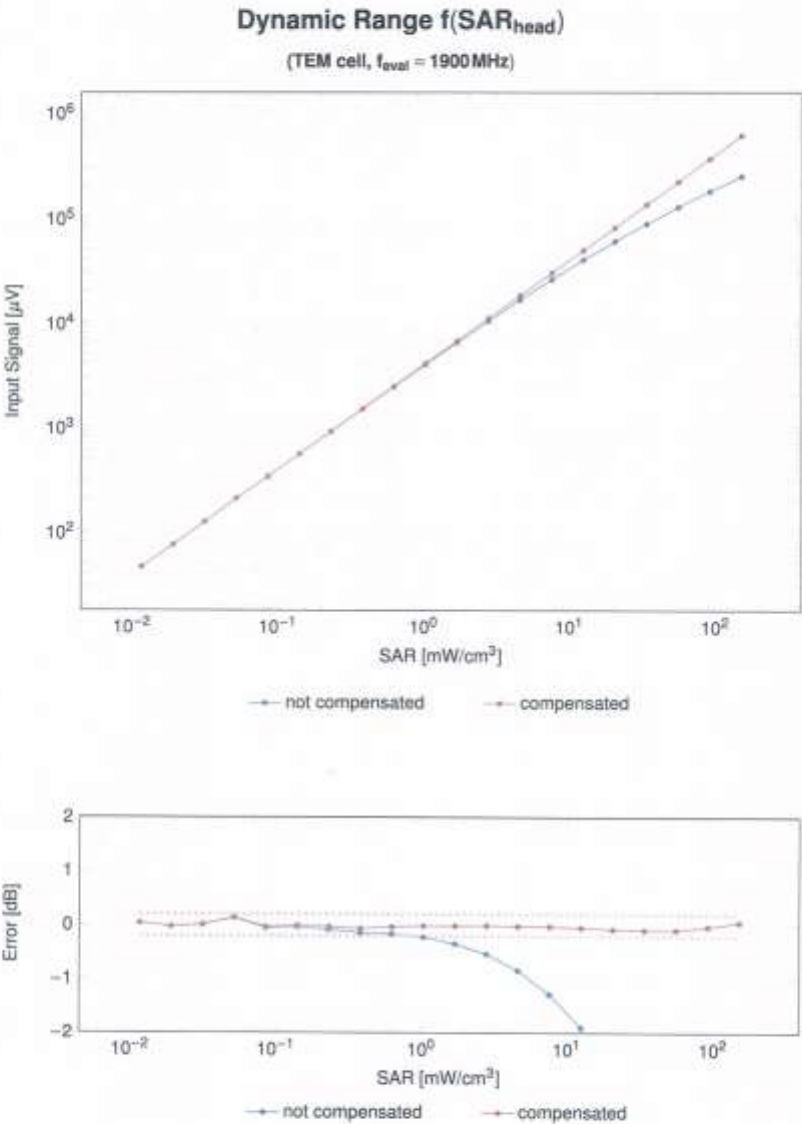 Dynamic Range f(SARhead)
(TEM cell, feval = 1900 MHz)
10⁶
10⁵
10⁴
10³
10²
Input Signal [μV]
10⁻² 10⁻¹ 10⁰ 10¹ 10²
SAR [mW/cm³]
not compensated compensated
2
1
0
−1
−2
Error [dB]
10⁻² 10⁻¹ 10⁰ 10¹ 10²
SAR [mW/cm³]
not compensated compensated